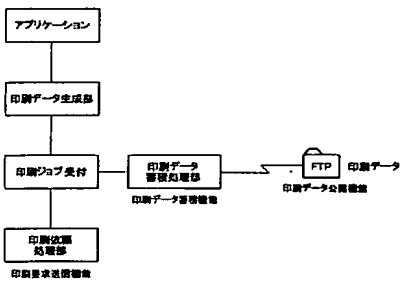 アプリケーション
印刷データ生成部
印刷ジョブ受付
印刷データ
蓄積処理部
印刷データ蓄積機能
FTP
印刷データ
印刷データ公開機能
印刷依頼
処理部
印刷要求送信機能